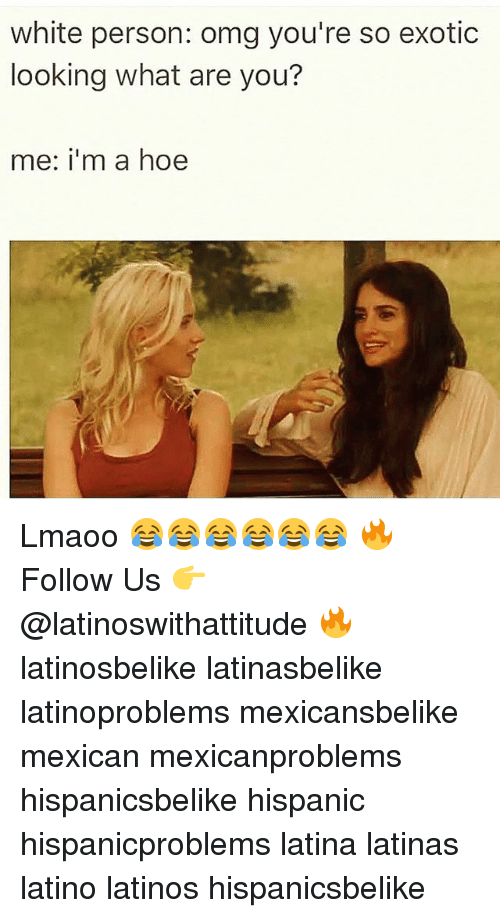 white person: omg you're so exotic
looking what are you?
me: i'm a hoe
Lmaoo 😂😂😂😂😂😂 🔥
Follow Us 👉
@latinoswithattitude 🔥
latinosbelike latinasbelike
latinoproblems mexicansbelike
mexican mexicanproblems
hispanicsbelike hispanic
hispanicproblems latina latinas
latino latinos hispanicsbelike